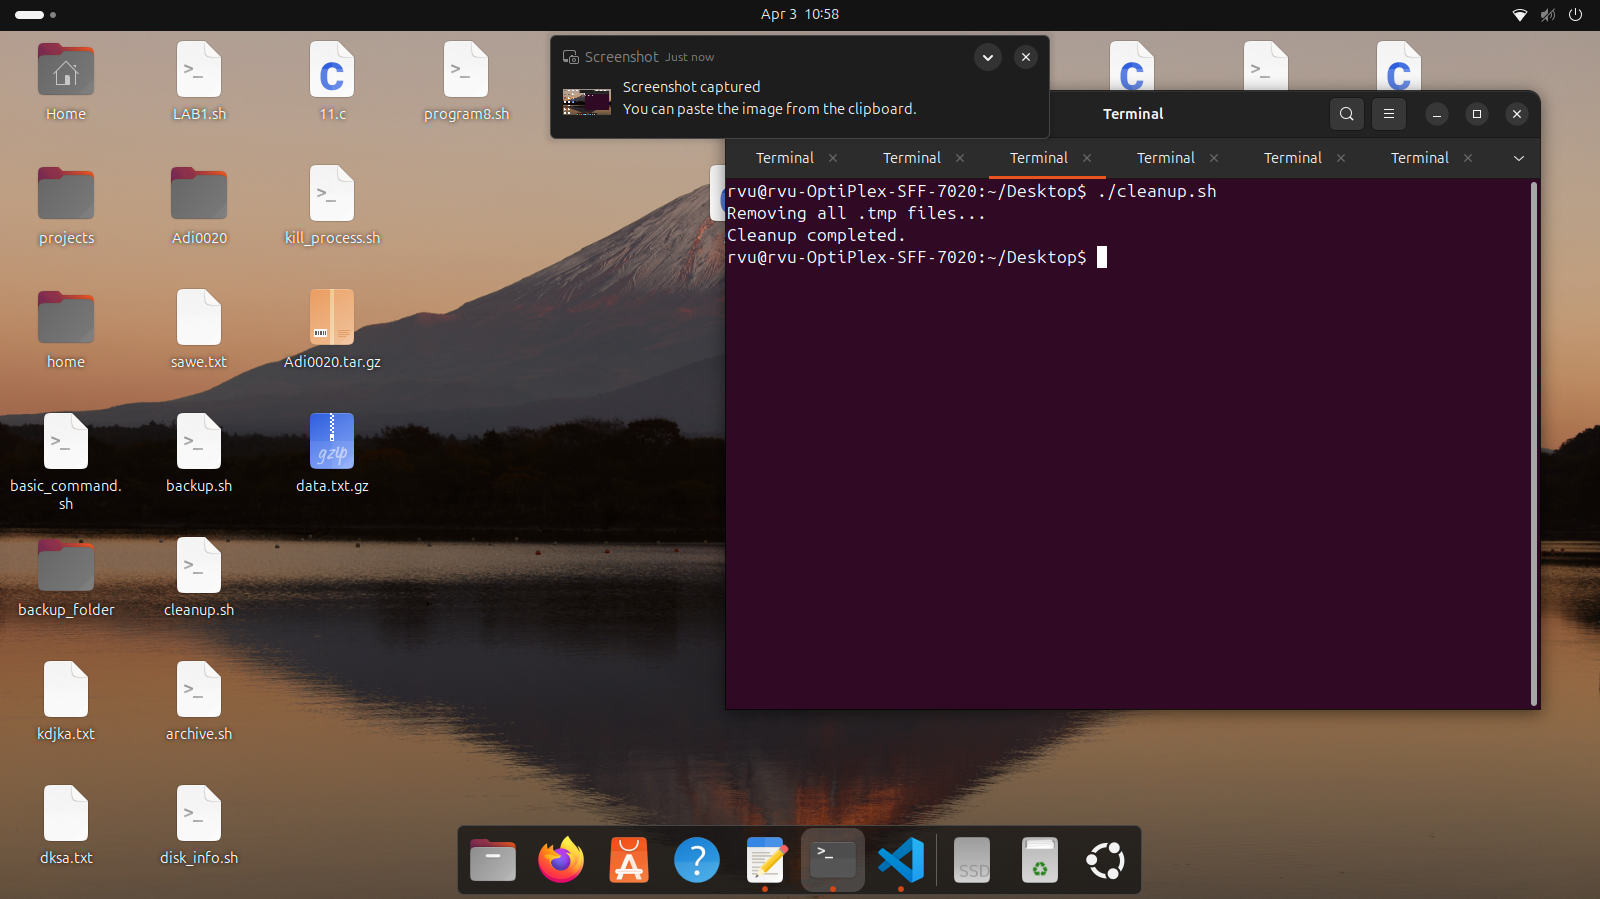 Apr 3 10:58
Screenshot Just now
Screenshot captured
You can paste the image from the clipboard.
Home
LAB1.sh
11.c
program8.sh
projects
Adi0020
kill_process.sh
home
sawe.txt
Adi0020.tar.gz
basic_command.
sh
backup.sh
gzip
data.txt.gz
backup_folder
cleanup.sh
kdjka.txt
archive.sh
dksa.txt
disk_info.sh
C
>_
C
Terminal
Terminal
Terminal
Terminal
Terminal
Terminal
Terminal
rvu@rvu-OptiPlex-SFF-7020:~/Desktop$ ./cleanup.sh
Removing all .tmp files...
Cleanup completed.
rvu@rvu-OptiPlex-SFF-7020:~/Desktop$
SSD